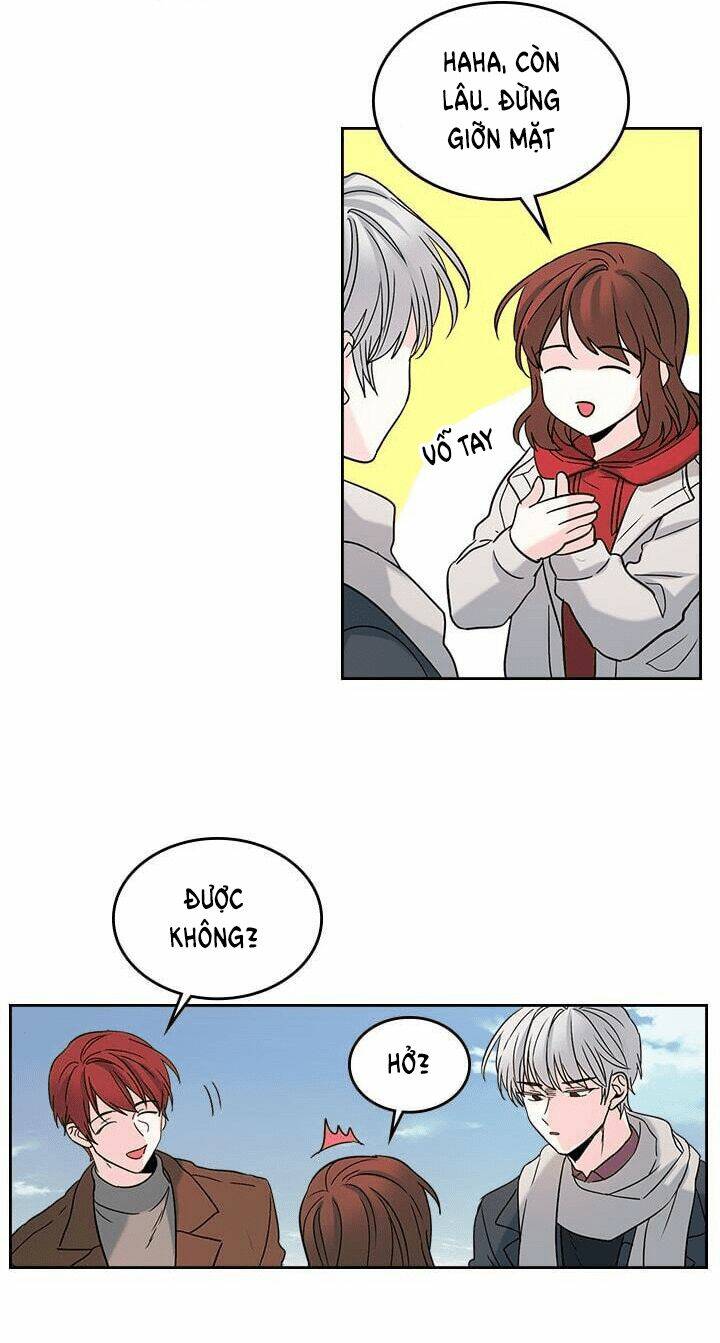 HAHA, CÒN
LÂU. ĐỪNG
GIỠN MẶT
VỖ TAY
ĐƯỢC
KHÔNG?
HỞ?